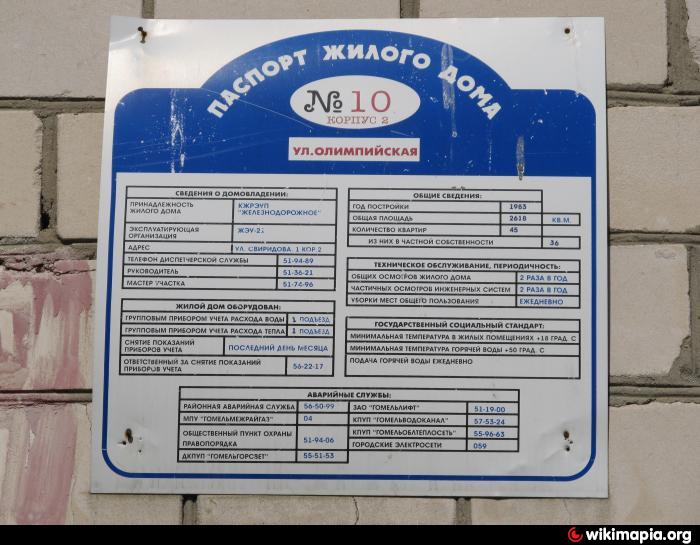 ПАСПОРТ ЖИЛОГО ДОМА
№ 10
КОРПУС 2
УЛ.ОЛИМПИЙСКАЯ
СВЕДЕНИЯ О ДОМОВЛАДЕНИИ:
ПРИНАДЛЕЖНОСТЬ ЖИЛОГО ДОМА КЖРЭУП "ЖЕЛЕЗНОДОРОЖНОЕ"
ЭКСПЛУАТИРУЮЩАЯ ОРГАНИЗАЦИЯ ЖЭУ-21
АДРЕС УЛ. СВИРИДОВА, 1 КОР.2
ТЕЛЕФОН ДИСПЕТЧЕРСКОЙ СЛУЖБЫ 51-94-89
РУКОВОДИТЕЛЬ 51-36-21
МАСТЕР УЧАСТКА 51-74-96
ЖИЛОЙ ДОМ ОБОРУДОВАН:
ГРУППОВЫМ ПРИБОРОМ УЧЕТА РАСХОДА ВОДЫ 1 ПОДЪЕЗД
ГРУППОВЫМ ПРИБОРОМ УЧЕТА РАСХОДА ТЕПЛА 1 ПОДЪЕЗД
СНЯТИЕ ПОКАЗАНИЙ ПРИБОРОВ УЧЕТА ПОСЛЕДНИЙ ДЕНЬ МЕСЯЦА
ОТВЕТСТВЕННЫЙ ЗА СНЯТИЕ ПОКАЗАНИЙ ПРИБОРОВ УЧЕТА 56-22-17
ОБЩИЕ СВЕДЕНИЯ:
ГОД ПОСТРОЙКИ 1963
ОБЩАЯ ПЛОЩАДЬ 2618 КВ.М.
КОЛИЧЕСТВО КВАРТИР 45
ИЗ НИХ В ЧАСТНОЙ СОБСТВЕННОСТИ 36
ТЕХНИЧЕСКОЕ ОБСЛУЖИВАНИЕ, ПЕРИОДИЧНОСТЬ:
ОБЩИХ ОСМОТРОВ ЖИЛОГО ДОМА 2 РАЗА В ГОД
ЧАСТИЧНЫХ ОСМОТРОВ ИНЖЕНЕРНЫХ СИСТЕМ 2 РАЗА В ГОД
УБОРКИ МЕСТ ОБЩЕГО ПОЛЬЗОВАНИЯ ЕЖЕДНЕВНО
ГОСУДАРСТВЕННЫЙ СОЦИАЛЬНЫЙ СТАНДАРТ:
МИНИМАЛЬНАЯ ТЕМПЕРАТУРА В ЖИЛЫХ ПОМЕЩЕНИЯХ +18 ГРАД. С
МИНИМАЛЬНАЯ ТЕМПЕРАТУРА ГОРЯЧЕЙ ВОДЫ +50 ГРАД. С
ПОДАЧА ГОРЯЧЕЙ ВОДЫ ЕЖЕДНЕВНО
АВАРИЙНЫЕ СЛУЖБЫ:
РАЙОННАЯ АВАРИЙНАЯ СЛУЖБА 56-50-99
МПУ "ГОМЕЛЬМЕЖРАЙГАЗ" 04
ОБЩЕСТВЕННЫЙ ПУНКТ ОХРАНЫ ПРАВОПОРЯДКА 51-94-06
ДКПУП "ГОМЕЛЬГОРСВЕТ" 55-51-53
ЗАО "ГОМЕЛЬЛИФТ" 51-19-00
КПУП "ГОМЕЛЬВОДОКАНАЛ" 57-53-24
КПУП "ГОМЕЛЬОБЛТЕПЛОСЕТЬ" 55-96-63
ГОРОДСКИЕ ЭЛЕКТРОСЕТИ 059
wikimapia.org